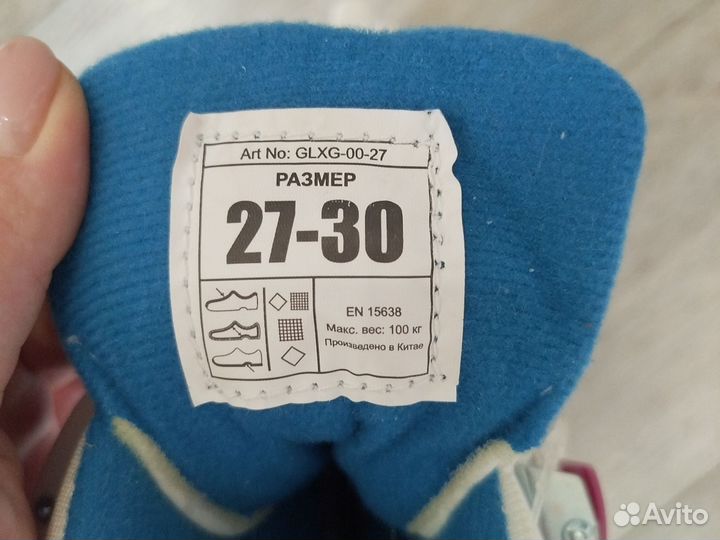 Art No: GLXG-00-27
РАЗМЕР
27-30
EN 15638
Макс. вес: 100 кг
Произведено в Китае
Avito